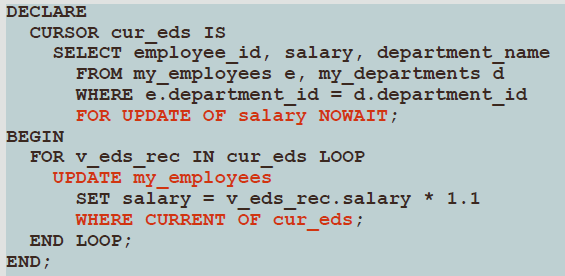 DECLARE
CURSOR cur_eds IS
SELECT employee_id, salary, department_name
FROM my_employees e, my_departments d
WHERE e.department_id = d.department_id
FOR UPDATE OF salary NOWAIT;
BEGIN
FOR v_eds_rec IN cur_eds LOOP
UPDATE my_employees
SET salary = v_eds_rec.salary * 1.1
WHERE CURRENT OF cur_eds;
END LOOP;
END;